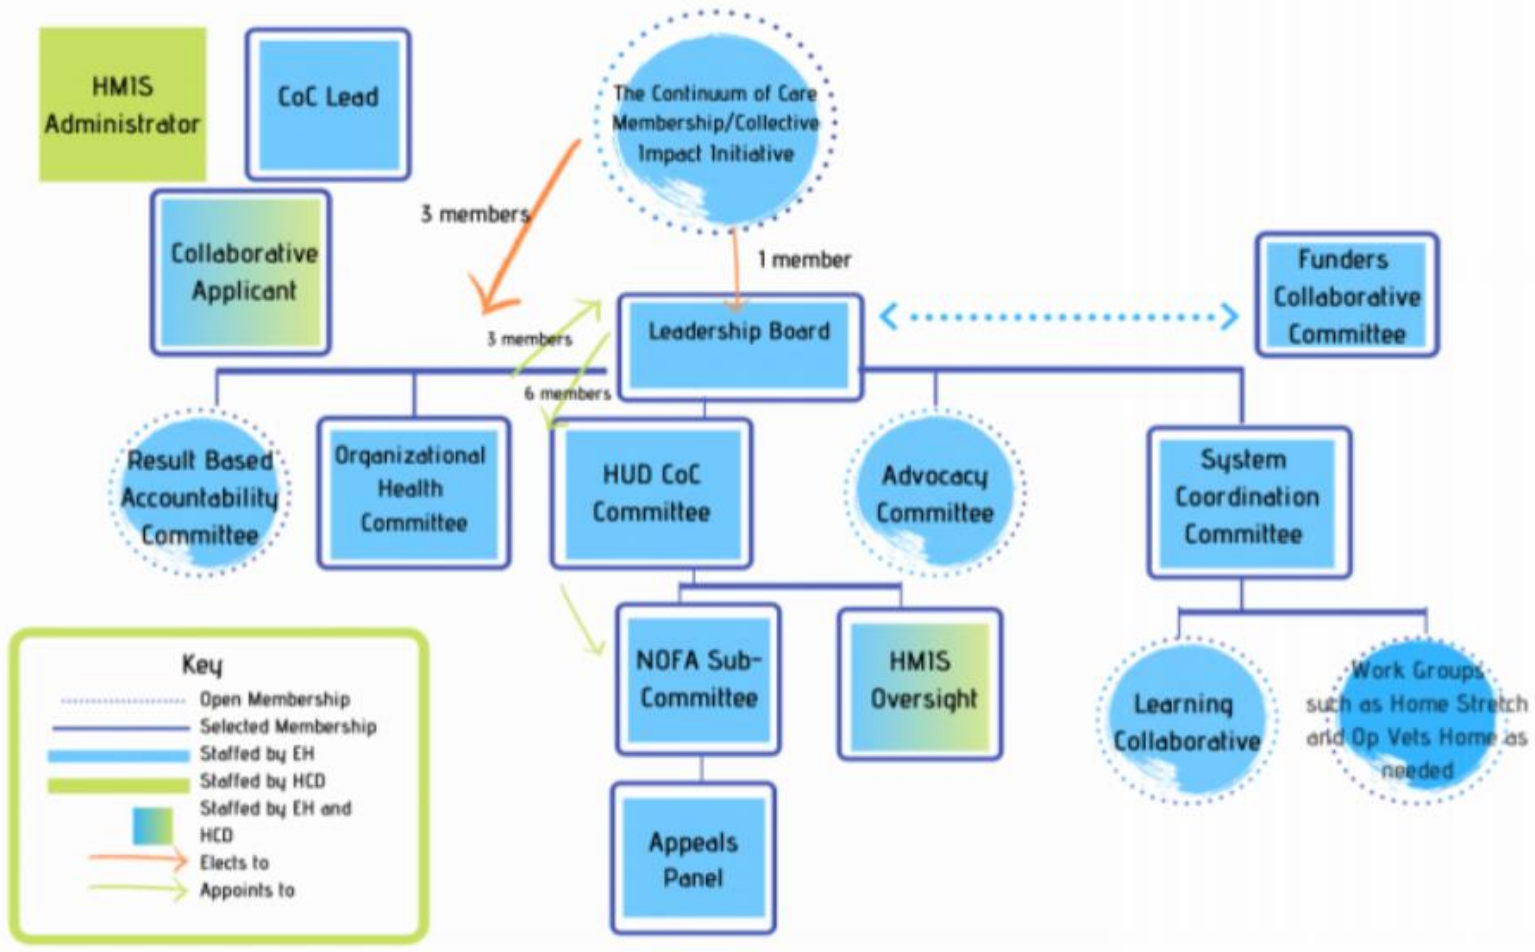 HMIS
Administrator
CoC Lead
The Continuum of Care
Membership/Collective
Impact Initiative
3 members
Collaborative
Applicant
1 member
Funders
Collaborative
Committee
Leadership Board
3 members
6 members
Result Based
Accountability
Committee
Organizational
Health
Committee
HUD CoC
Committee
Advocacy
Committee
System
Coordination
Committee
NOFA Sub-
Committee
HMIS
Oversight
Learning
Collaborative
Work Groups
such as Home Stretch
and Op Vets Home as
needed
Appeals
Panel
Key
Open Membership
Selected Membership
Staffed by EH
Staffed by HCD
Staffed by EH and
HCD
Elects to
Appoints to